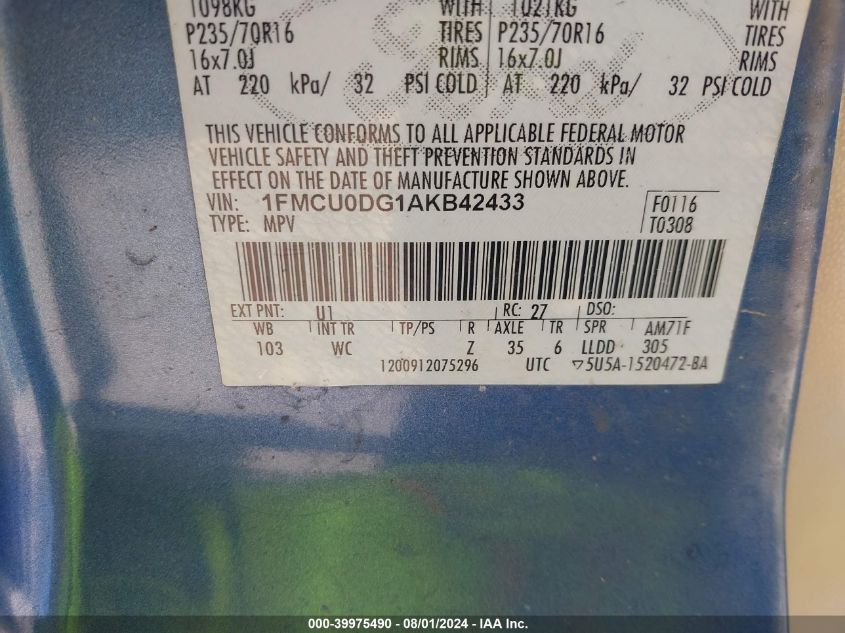 1098KG WITH 1021KG WITH
P235/70R16 TIRES P235/70R16 TIRES
16x7.0J RIMS 16x7.0J RIMS
AT 220 kPa/ 32 PSI COLD AT 220 kPa/ 32 PSI COLD
THIS VEHICLE CONFORMS TO ALL APPLICABLE FEDERAL MOTOR
VEHICLE SAFETY AND THEFT PREVENTION STANDARDS IN
EFFECT ON THE DATE OF MANUFACTURE SHOWN ABOVE.
VIN: 1FMCU0DG1AKB42433 F0116
TYPE: MPV T0308
EXT PNT: U1 RC: 27 DSO:
WB INT TR TP/PS R AXLE TR SPR AM71F
103 WC Z 35 6 LLDD 305
1200912075296 UTC ▽5U5A-1520472-BA
000-39975490 - 08/01/2024 - IAA Inc.